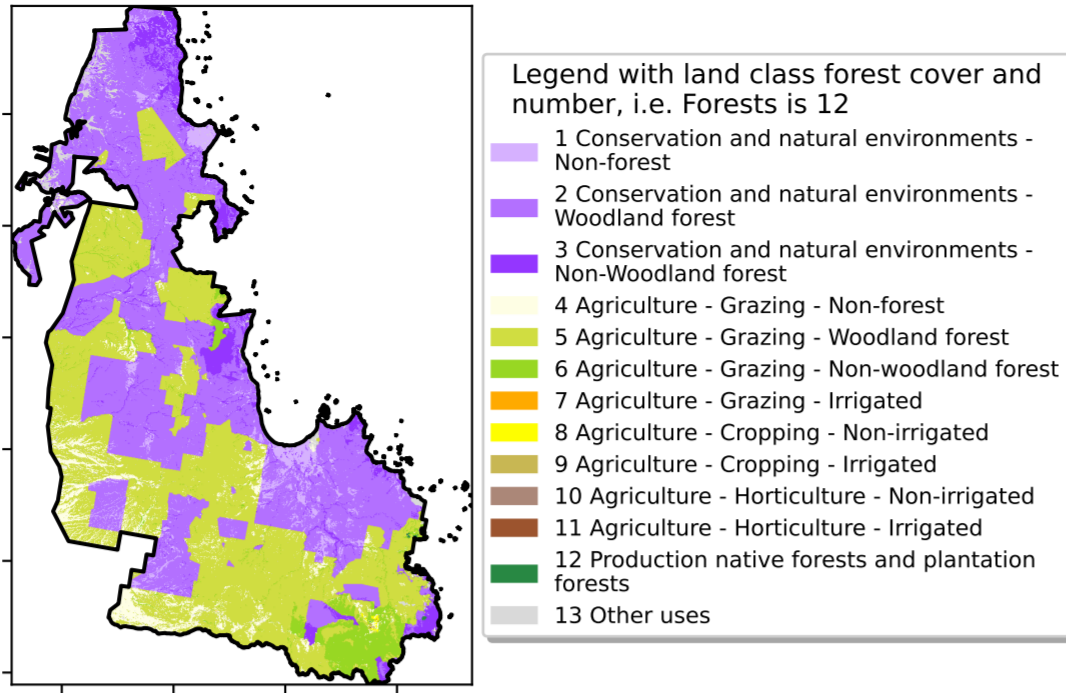 Legend with land class forest cover and
number, i.e. Forests is 12
1 Conservation and natural environments -
Non-forest
2 Conservation and natural environments -
Woodland forest
3 Conservation and natural environments -
Non-Woodland forest
4 Agriculture - Grazing - Non-forest
5 Agriculture - Grazing - Woodland forest
6 Agriculture - Grazing - Non-woodland forest
7 Agriculture - Grazing - Irrigated
8 Agriculture - Cropping - Non-irrigated
9 Agriculture - Cropping - Irrigated
10 Agriculture - Horticulture - Non-irrigated
11 Agriculture - Horticulture - Irrigated
12 Production native forests and plantation
forests
13 Other uses